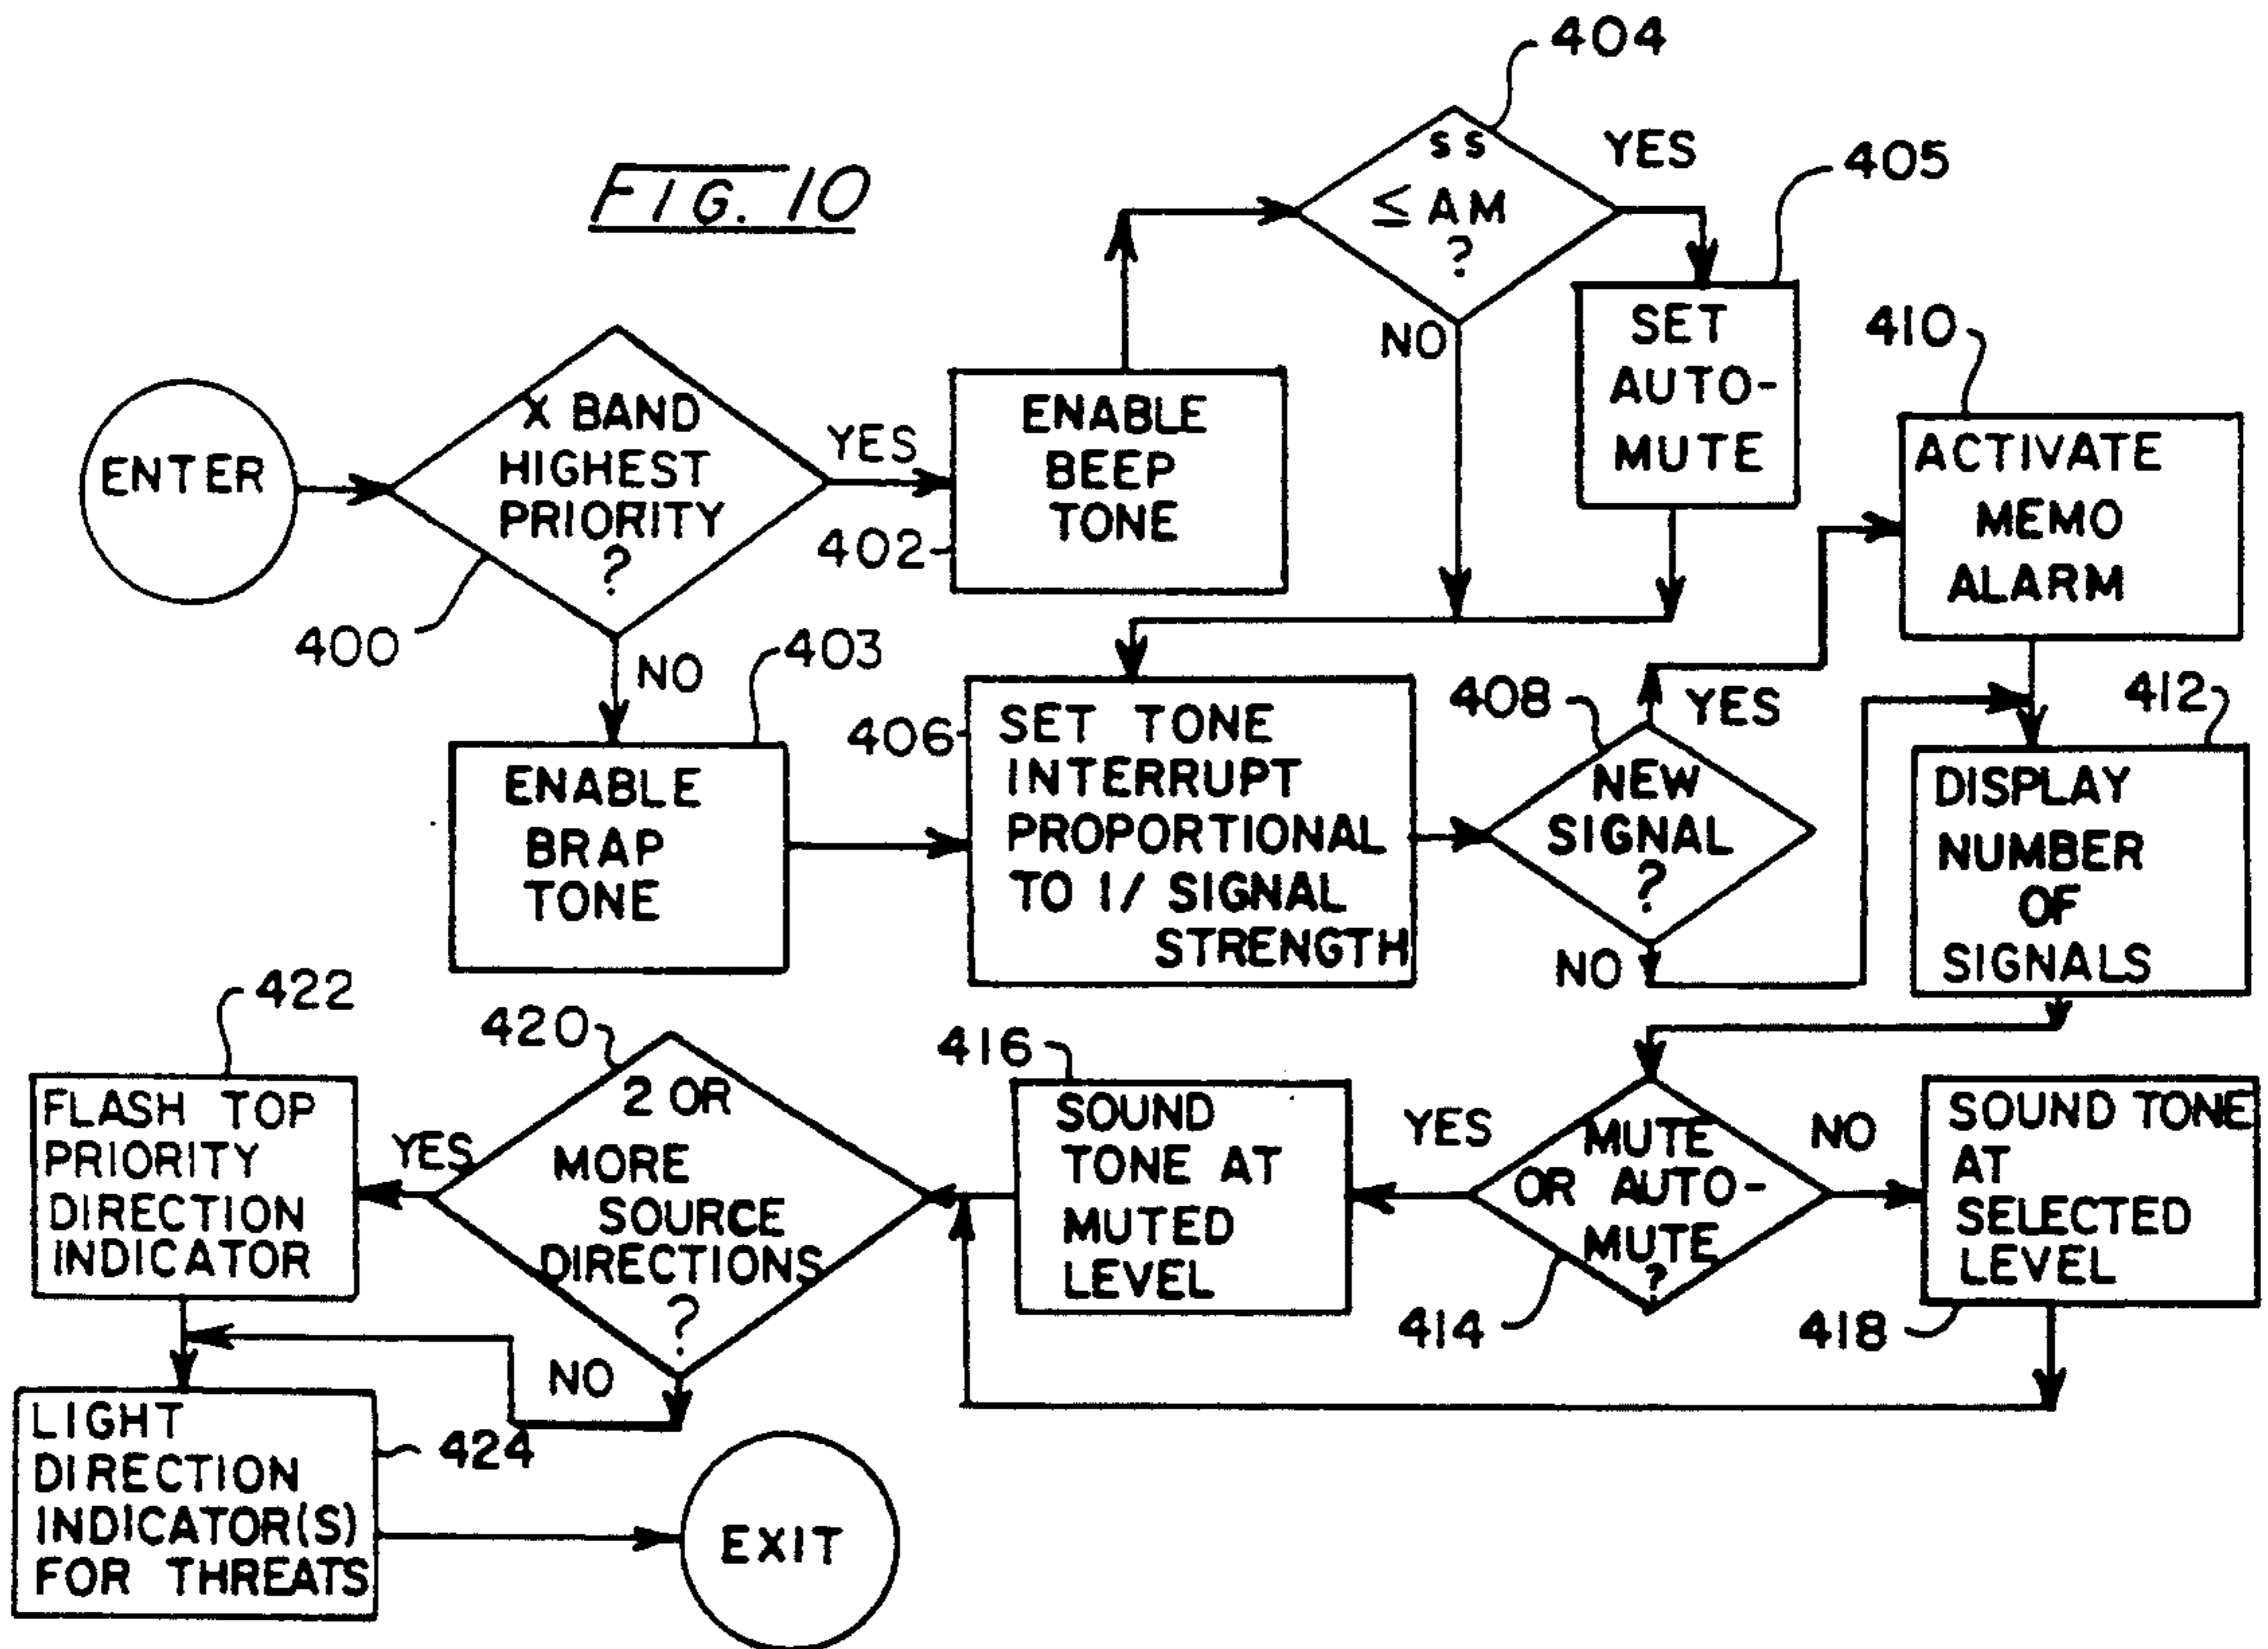 FIG. 10
404
SS
≤ AM
?
YES
NO
405
SET
AUTO-
MUTE
ENTER
X BAND
HIGHEST
PRIORITY
?
YES
NO
400
402
ENABLE
BEEP
TONE
403
ENABLE
BRAP
TONE
406
SET TONE
INTERRUPT
PROPORTIONAL
TO 1/ SIGNAL
STRENGTH
408
NEW
SIGNAL
?
YES
NO
410
ACTIVATE
MEMO
ALARM
412
DISPLAY
NUMBER
OF
SIGNALS
414
MUTE
OR AUTO-
MUTE
?
YES
NO
416
SOUND
TONE AT
MUTED
LEVEL
418
SOUND TONE
AT
SELECTED
LEVEL
420
2 OR
MORE
SOURCE
DIRECTIONS
?
YES
NO
422
FLASH TOP
PRIORITY
DIRECTION
INDICATOR
424
LIGHT
DIRECTION
INDICATOR(S)
FOR THREATS
EXIT